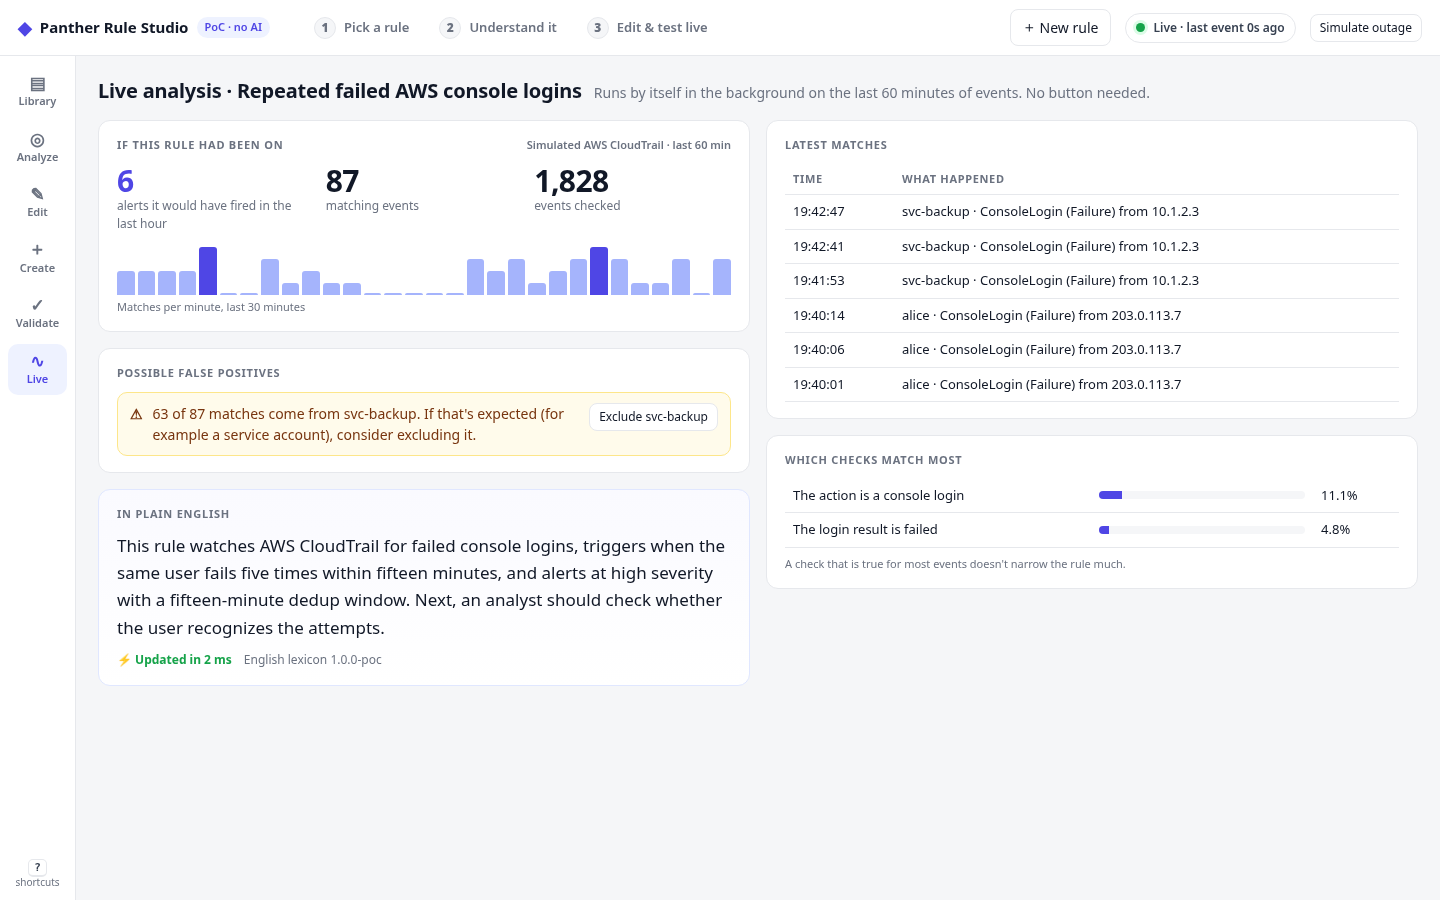 Panther Rule Studio PoC · no AI 1 Pick a rule 2 Understand it 3 Edit & test live + New rule Live · last event 0s ago Simulate outage
Library
Analyze
Edit
Create
Validate
Live
? 
shortcuts
Live analysis · Repeated failed AWS console logins Runs by itself in the background on the last 60 minutes of events. No button needed.
IF THIS RULE HAD BEEN ON Simulated AWS CloudTrail · last 60 min
6 87 1,828
alerts it would have fired in the last hour matching events events checked
Matches per minute, last 30 minutes
POSSIBLE FALSE POSITIVES
⚠ 63 of 87 matches come from svc-backup. If that's expected (for
example a service account), consider excluding it.
Exclude svc-backup
IN PLAIN ENGLISH
This rule watches AWS CloudTrail for failed console logins, triggers when the
same user fails five times within fifteen minutes, and alerts at high severity
with a fifteen-minute dedup window. Next, an analyst should check whether
the user recognizes the attempts.
⚡ Updated in 2 ms English lexicon 1.0.0-poc
LATEST MATCHES
TIME WHAT HAPPENED
19:42:47 svc-backup · ConsoleLogin (Failure) from 10.1.2.3
19:42:41 svc-backup · ConsoleLogin (Failure) from 10.1.2.3
19:41:53 svc-backup · ConsoleLogin (Failure) from 10.1.2.3
19:40:14 alice · ConsoleLogin (Failure) from 203.0.113.7
19:40:06 alice · ConsoleLogin (Failure) from 203.0.113.7
19:40:01 alice · ConsoleLogin (Failure) from 203.0.113.7
WHICH CHECKS MATCH MOST
The action is a console login 11.1%
The login result is failed 4.8%
A check that is true for most events doesn't narrow the rule much.